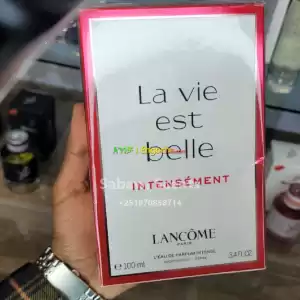 La vie
est
belle
INTENSÉMENT
LANCÔME
PARIS
L'EAU DE PARFUM INTENSE
e 100 ml
3.4 FL.OZ